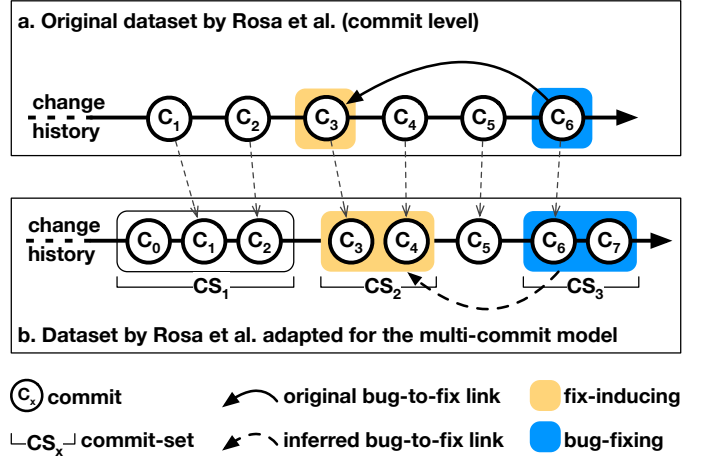 a. Original dataset by Rosa et al. (commit level)
change
history
C1 C2 C3 C4 C5 C6
change
history
C0 C1 C2 C3 C4 C5 C6 C7
CS1 CS2 CS3
b. Dataset by Rosa et al. adapted for the multi-commit model
Cx commit original bug-to-fix link fix-inducing
CSx commit-set inferred bug-to-fix link bug-fixing